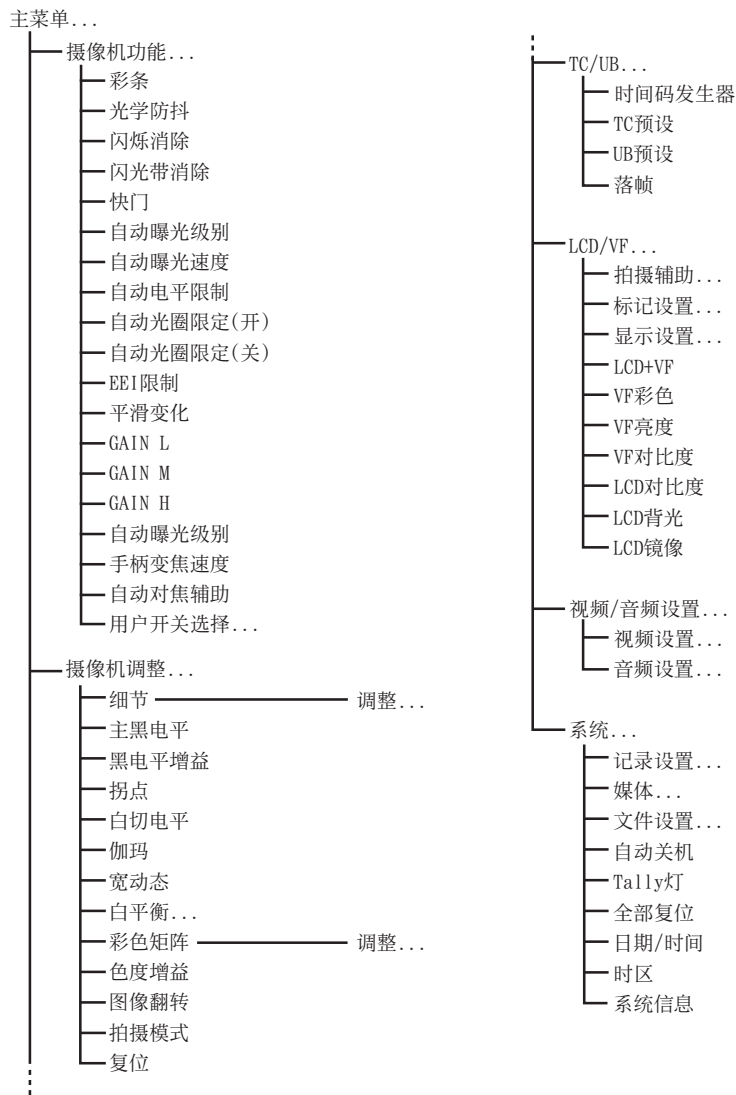 主菜单...
摄像机功能...
彩条
光学防抖
闪烁消除
闪光带消除
快门
自动曝光级别
自动曝光速度
自动电平限制
自动光圈限定(开)
自动光圈限定(关)
EEI限制
平滑变化
GAIN L
GAIN M
GAIN H
自动曝光级别
手柄变焦速度
自动对焦辅助
用户开关选择...
摄像机调整...
细节 调整...
主黑电平
黑电平增益
拐点
白切电平
伽玛
宽动态
白平衡...
彩色矩阵 调整...
色度增益
图像翻转
拍摄模式
复位
TC/UB...
时间码发生器
TC预设
UB预设
落帧
LCD/VF...
拍摄辅助...
标记设置...
显示设置...
LCD+VF
VF彩色
VF亮度
VF对比度
LCD对比度
LCD背光
LCD镜像
视频/音频设置...
视频设置...
音频设置...
系统...
记录设置...
媒体...
文件设置...
自动关机
Tally灯
全部复位
日期/时间
时区
系统信息